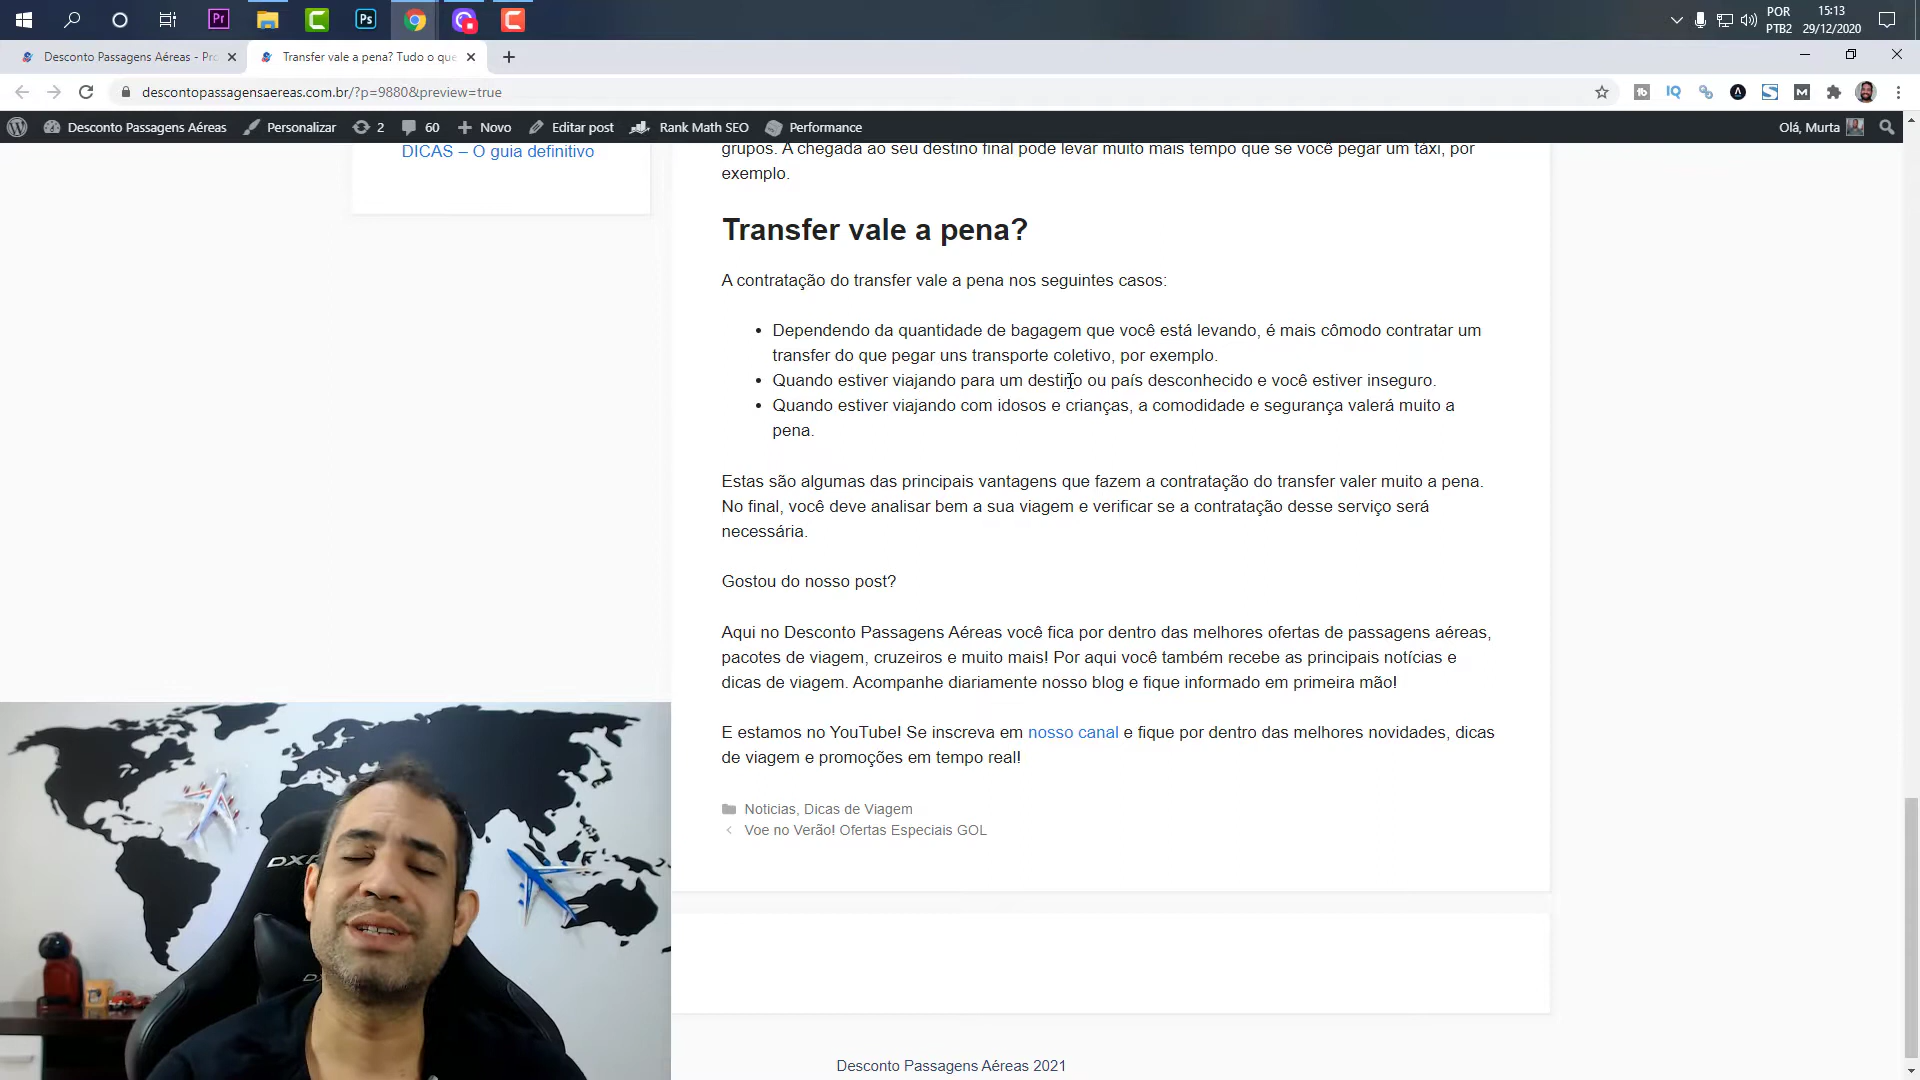 Pr
Ps
POR
PTB2
15:13
29/12/2020
Desconto Passagens Aéreas - Pro
Transfer vale a pena? Tudo o que
descontopassagensaereas.com.br/?p=9880&preview=true
IQ
Desconto Passagens Aéreas
Personalizar
2
60
Novo
Editar post
Rank Math SEO
Performance
Olá, Murta
DICAS – O guia definitivo
grupos. A chegada ao seu destino final pode levar muito mais tempo que se você pegar um táxi, por
exemplo.
Transfer vale a pena?
A contratação do transfer vale a pena nos seguintes casos:
• Dependendo da quantidade de bagagem que você está levando, é mais cômodo contratar um
transfer do que pegar uns transporte coletivo, por exemplo.
• Quando estiver viajando para um destino ou país desconhecido e você estiver inseguro.
• Quando estiver viajando com idosos e crianças, a comodidade e segurança valerá muito a
pena.
Estas são algumas das principais vantagens que fazem a contratação do transfer valer muito a pena.
No final, você deve analisar bem a sua viagem e verificar se a contratação desse serviço será
necessária.
Gostou do nosso post?
Aqui no Desconto Passagens Aéreas você fica por dentro das melhores ofertas de passagens aéreas,
pacotes de viagem, cruzeiros e muito mais! Por aqui você também recebe as principais notícias e
dicas de viagem. Acompanhe diariamente nosso blog e fique informado em primeira mão!
E estamos no YouTube! Se inscreva em nosso canal e fique por dentro das melhores novidades, dicas
de viagem e promoções em tempo real!
Noticias, Dicas de Viagem
Voe no Verão! Ofertas Especiais GOL
Desconto Passagens Aéreas 2021